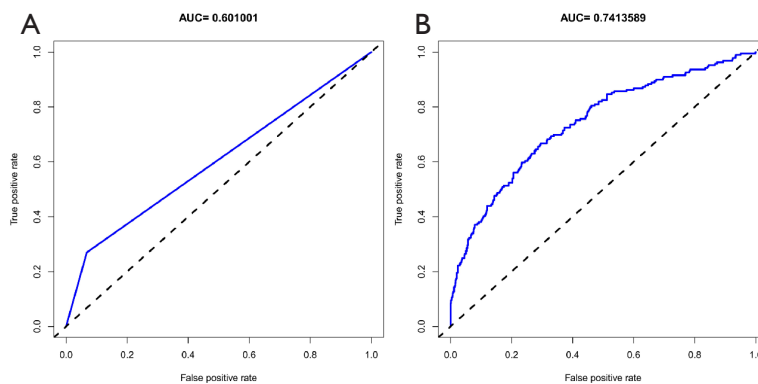 A
AUC= 0.601001
True positive rate
1.0
0.8
0.6
0.4
0.2
0.0
0.0 0.2 0.4 0.6 0.8 1.0
False positive rate
B
AUC= 0.7413589
True positive rate
1.0
0.8
0.6
0.4
0.2
0.0
0.0 0.2 0.4 0.6 0.8 1.0
False positive rate